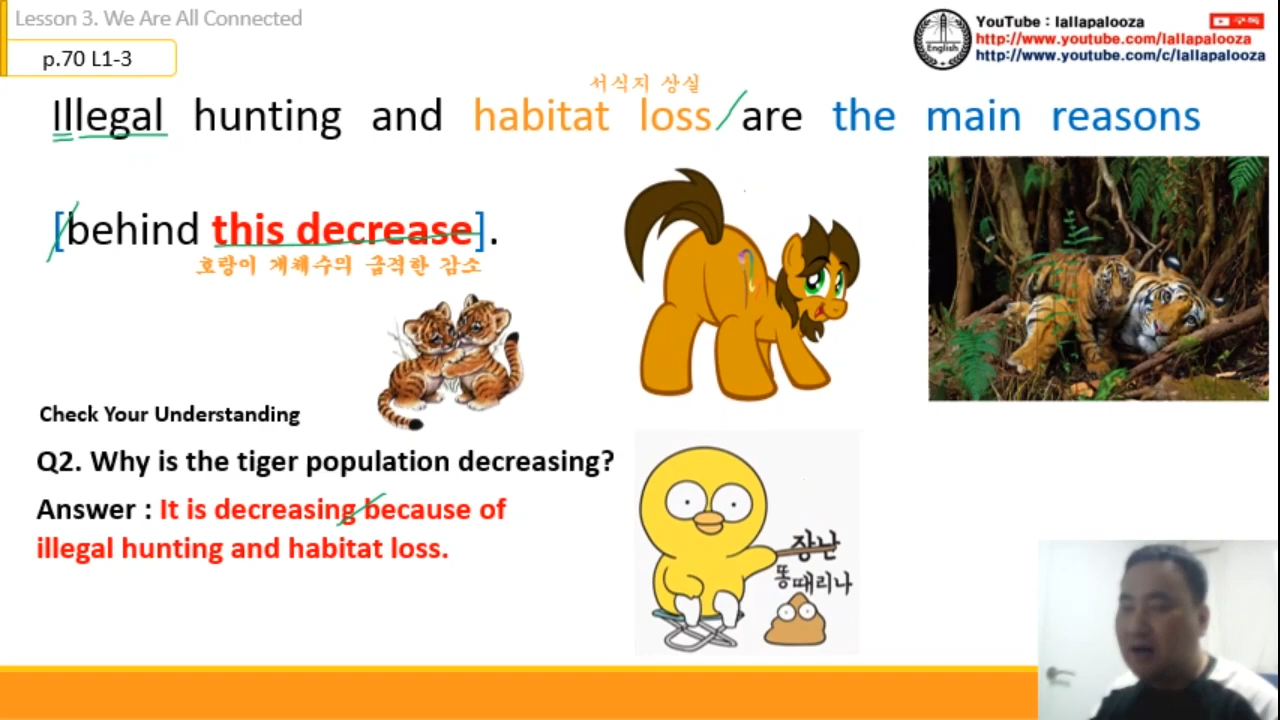 Lesson 3. We Are All Connected
p.70 L1-3
English
YouTube : lallapalooza
구독
http://www.youtube.com/lallapalooza
http://www.youtube.com/c/lallapalooza
서식지 상실
Illegal hunting and habitat loss are the main reasons
[behind this decrease].
호랑이 개체수의 급격한 감소
Check Your Understanding
Q2. Why is the tiger population decreasing?
Answer : It is decreasing because of
illegal hunting and habitat loss.
장난
똥때리나